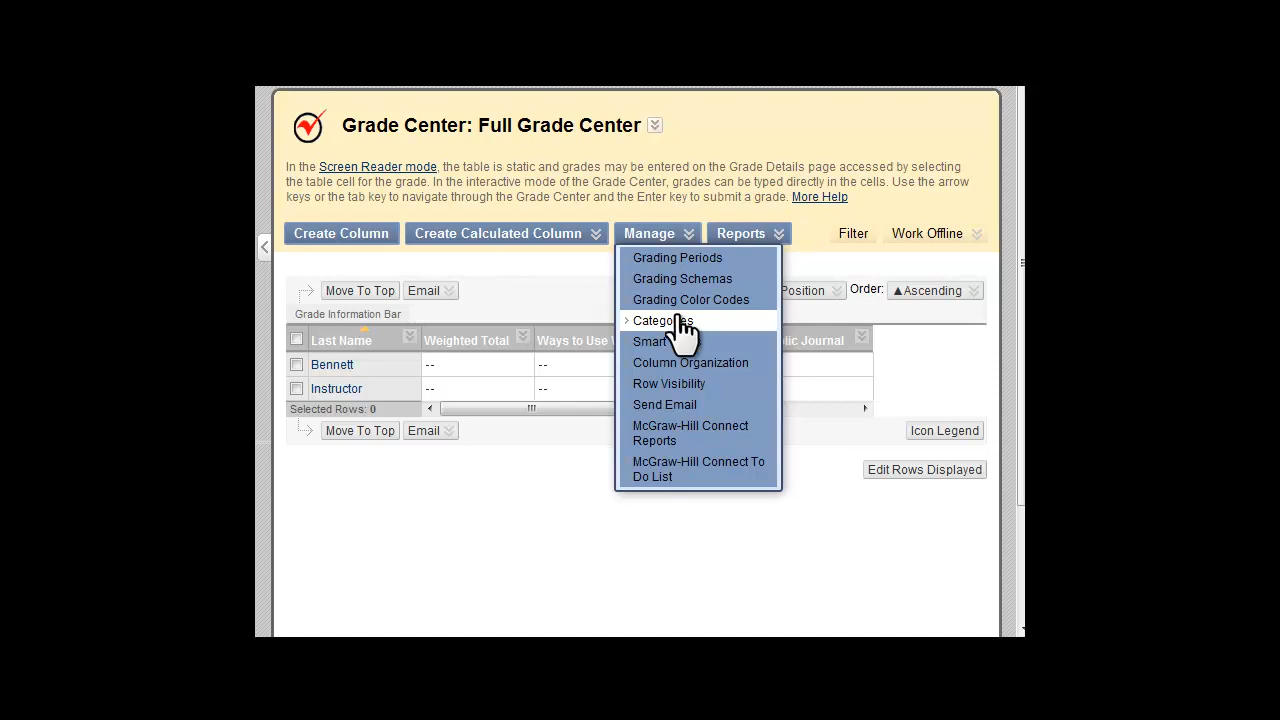 Grade Center: Full Grade Center
In the Screen Reader mode, the table is static and grades may be entered on the Grade Details page accessed by selecting
the table cell for the grade. In the interactive mode of the Grade Center, grades can be typed directly in the cells. Use the arrow
keys or the tab key to navigate through the Grade Center and the Enter key to submit a grade. More Help
Create Column Create Calculated Column Manage Reports Filter Work Offline
Grading Periods
Grading Schemas
Grading Color Codes
Categories
Smart
Column Organization
Row Visibility
Send Email
McGraw-Hill Connect
Reports
McGraw-Hill Connect To
Do List
Move To Top Email Position Order: ▲Ascending
Grade Information Bar
Last Name Weighted Total Ways to Use Journal
Bennett -- --
Instructor -- --
Selected Rows: 0
Move To Top Email Icon Legend
Edit Rows Displayed